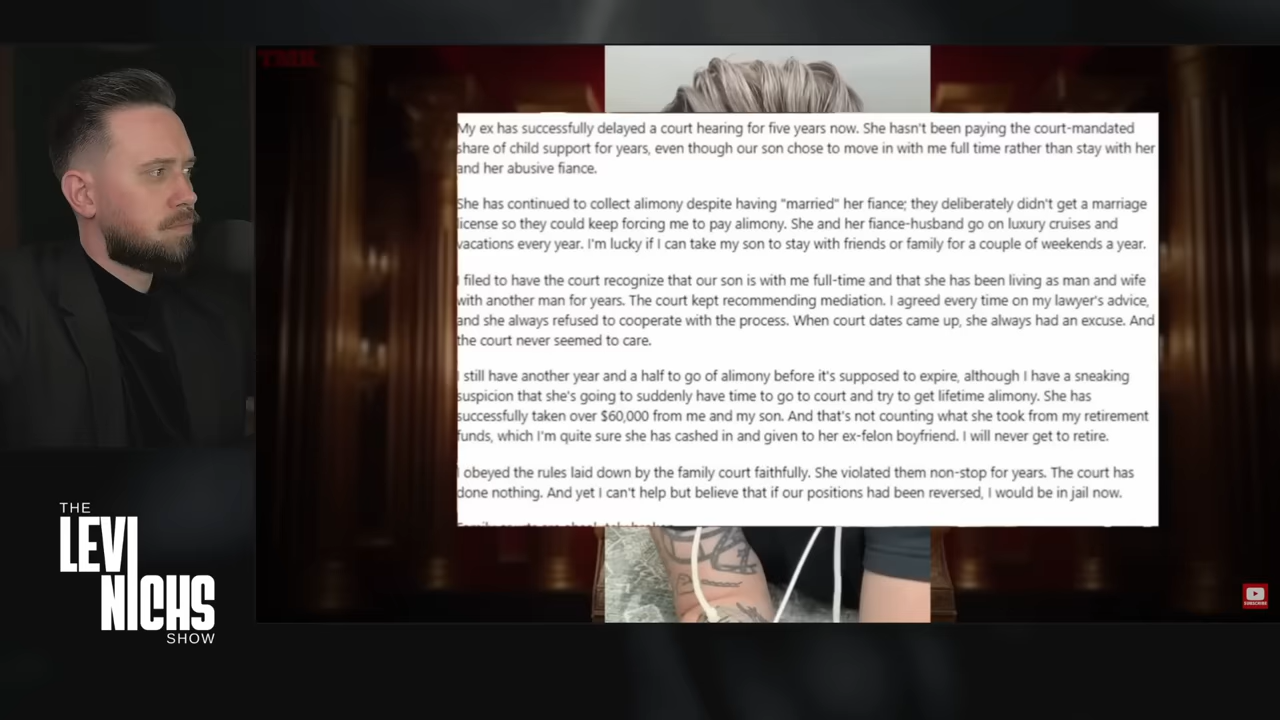 TMR
My ex has successfully delayed a court hearing for five years now. She hasn't been paying the court-mandated
share of child support for years, even though our son chose to move in with me full time rather than stay with her
and her abusive fiance.
She has continued to collect alimony despite having "married" her fiance; they deliberately didn't get a marriage
license so they could keep forcing me to pay alimony. She and her fiance-husband go on luxury cruises and
vacations every year. I'm lucky if I can take my son to stay with friends or family for a couple of weekends a year.
I filed to have the court recognize that our son is with me full-time and that she has been living as man and wife
with another man for years. The court kept recommending mediation. I agreed every time on my lawyer's advice,
and she always refused to cooperate with the process. When court dates came up, she always had an excuse. And
the court never seemed to care.
I still have another year and a half to go of alimony before it's supposed to expire, although I have a sneaking
suspicion that she's going to suddenly have time to go to court and try to get lifetime alimony. She has
successfully taken over $60,000 from me and my son. And that's not counting what she took from my retirement
funds, which I'm quite sure she has cashed in and given to her ex-felon boyfriend. I will never get to retire.
I obeyed the rules laid down by the family court faithfully. She violated them non-stop for years. The court has
done nothing. And yet I can't help but believe that if our positions had been reversed, I would be in jail now.
THE
LEVI
NICHS
SHOW
SUBSCRIBE